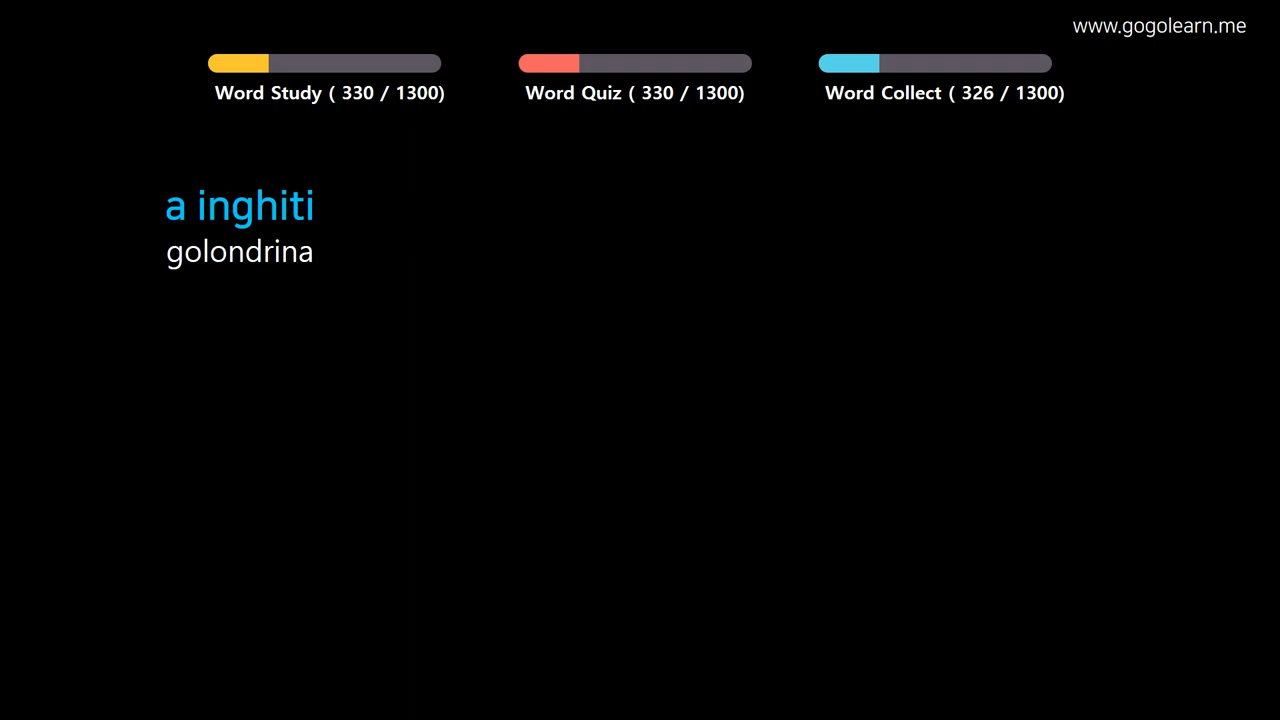 www.gogolearn.me
Word Study ( 330 / 1300)
Word Quiz ( 330 / 1300)
Word Collect ( 326 / 1300)
a inghiti
golondrina